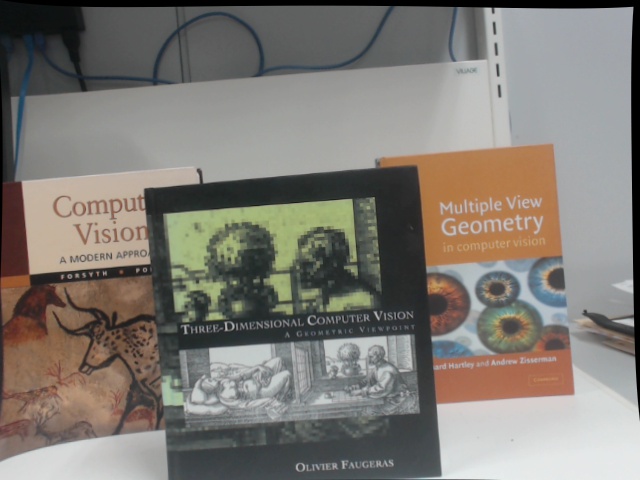 Comput
Vision
A MODERN APPROA
FORSYTH
THREE-DIMENSIONAL COMPUTER VISION
A GEOMETRIC VIEWPOINT
OLIVIER FAUGERAS
Multiple View
Geometry
in computer vision
ard Hartley and Andrew Zisserman